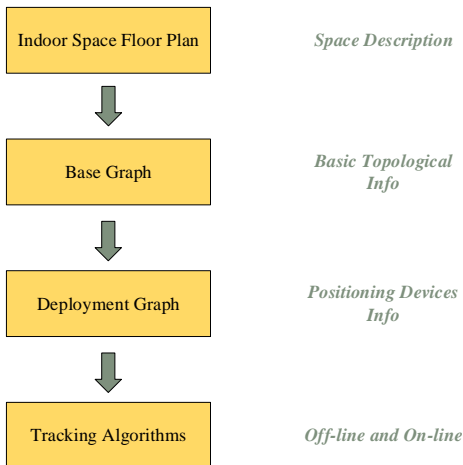 Indoor Space Floor Plan
Space Description
Base Graph
Basic Topological
Info
Deployment Graph
Positioning Devices
Info
Tracking Algorithms
Off-line and On-line